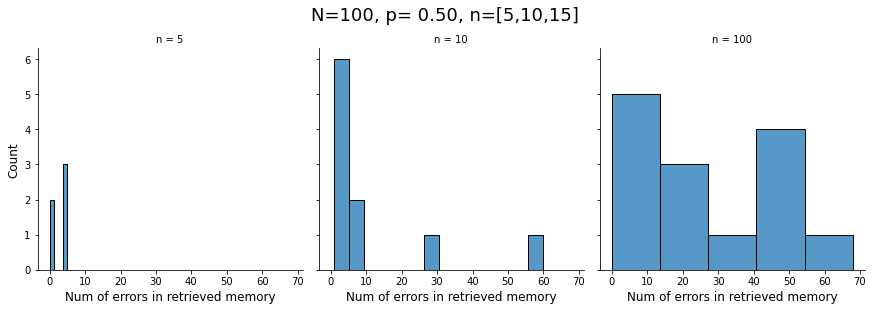 N=100, p= 0.50, n=[5,10,15]
n = 5
n = 10
n = 100
Count
6
5
4
3
2
1
0
0 10 20 30 40 50 60 70
0 10 20 30 40 50 60 70
0 10 20 30 40 50 60 70
Num of errors in retrieved memory
Num of errors in retrieved memory
Num of errors in retrieved memory